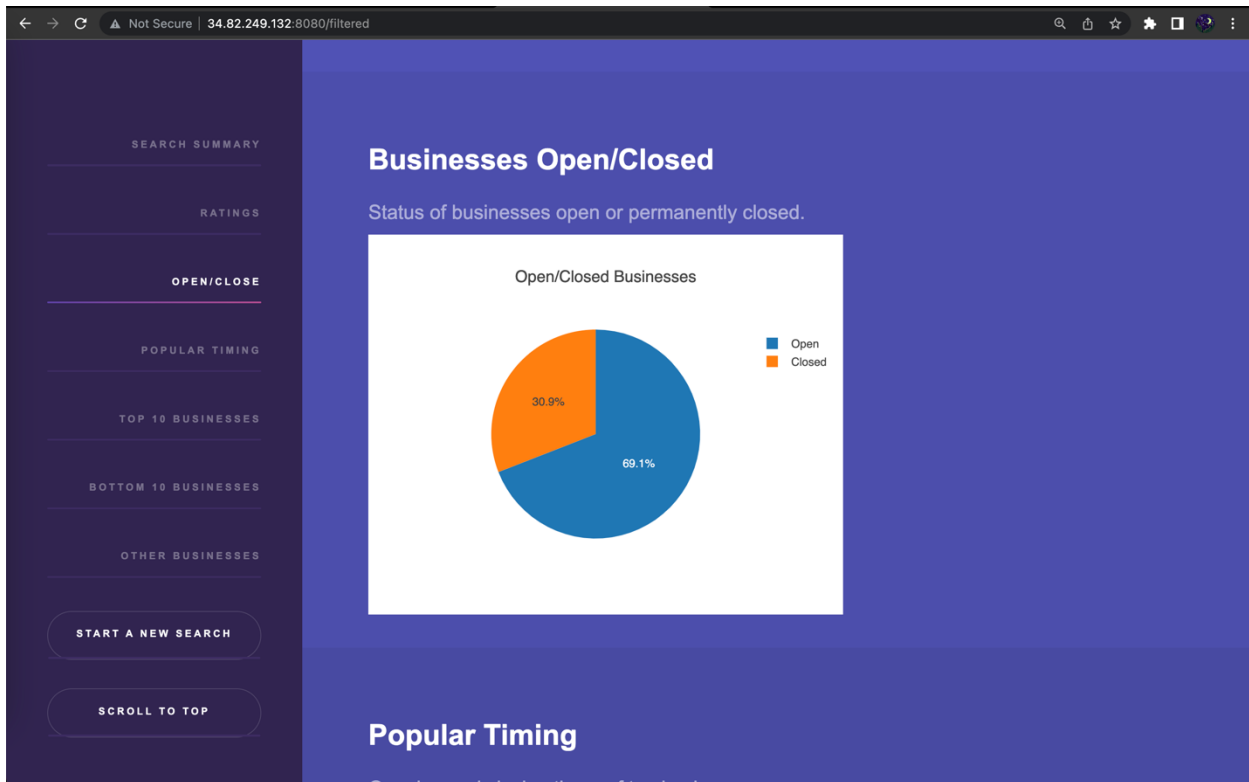 Not Secure | 34.82.249.132:8080/filtered
SEARCH SUMMARY
RATINGS
OPEN/CLOSE
POPULAR TIMING
TOP 10 BUSINESSES
BOTTOM 10 BUSINESSES
OTHER BUSINESSES
START A NEW SEARCH
SCROLL TO TOP
Businesses Open/Closed
Status of businesses open or permanently closed.
Open/Closed Businesses
Open
Closed
30.9%
69.1%
Popular Timing